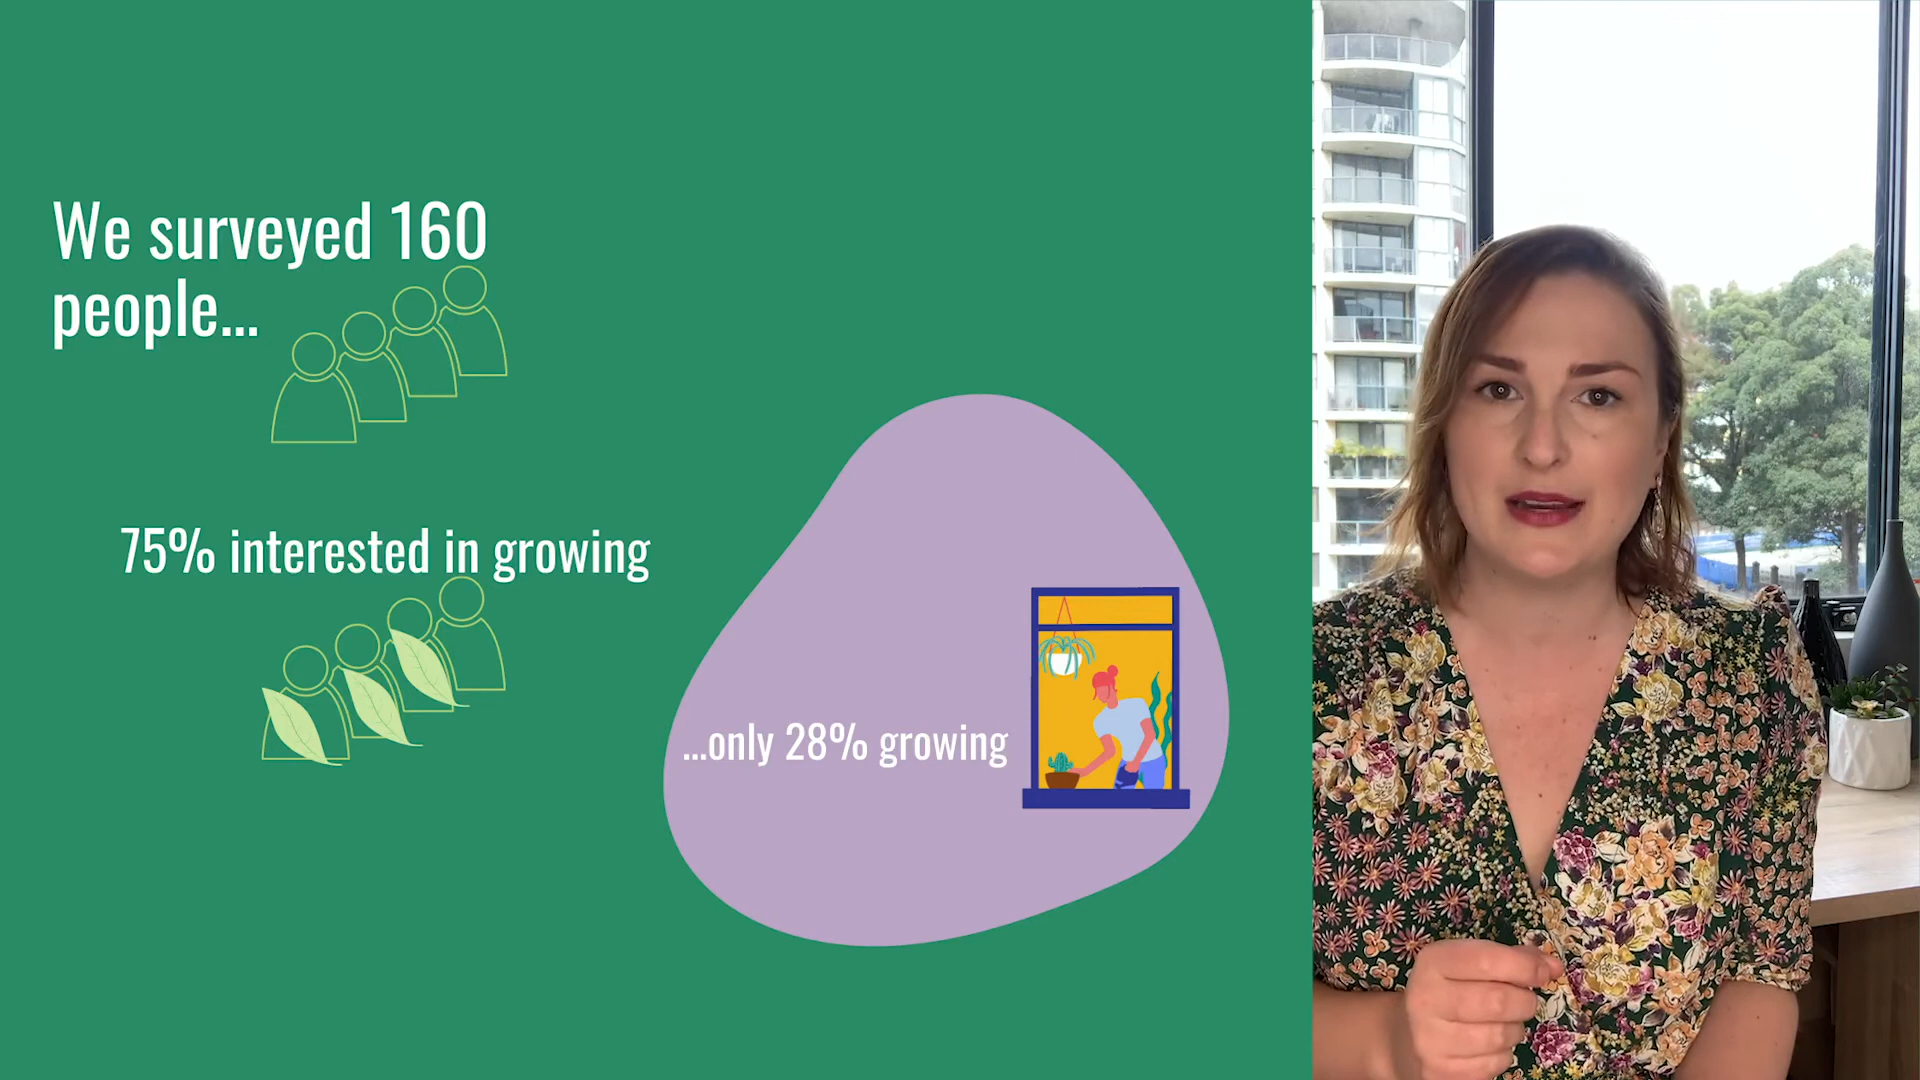 We surveyed 160
people...
75% interested in growing
...only 28% growing